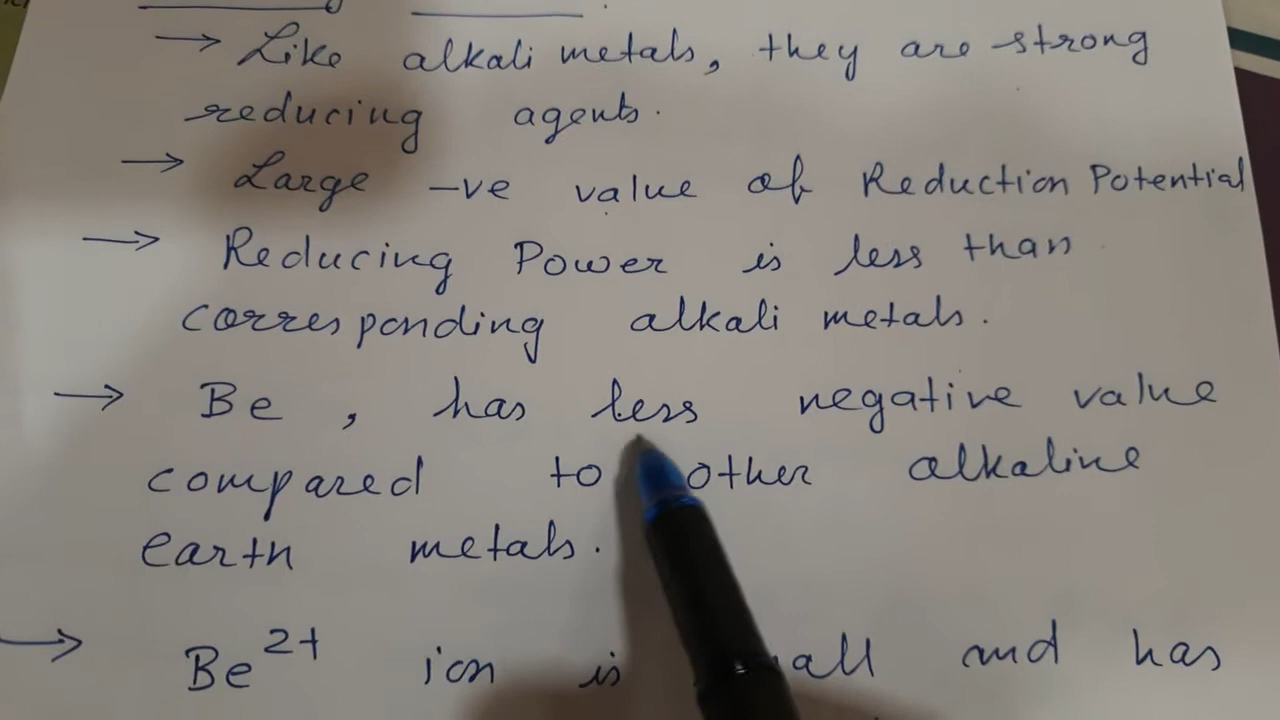 → Like alkali metals, they are strong
reducing agents.
→ Large -ve value of Reduction Potential
→ Reducing Power is less than
corresponding alkali metals.
→ Be, has less negative value
compared to other alkaline
earth metals.
→ Be²⁺ ion is and has